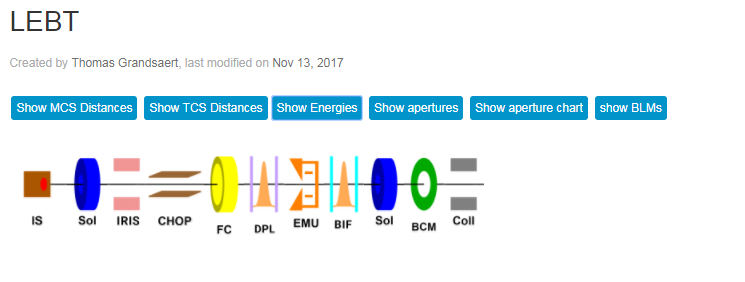 LEBT
Created by Thomas Grandsaert, last modified on Nov 13, 2017
Show MCS Distances Show TCS Distances Show Energies Show apertures Show aperture chart show BLMs
IS Sol IRIS CHOP FC DPL EMU BIF Sol BCM Coll